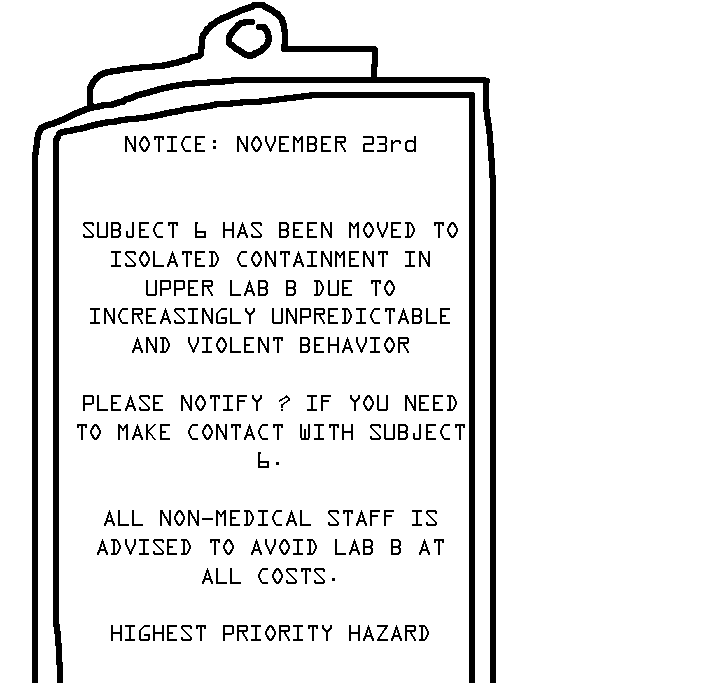 NOTICE: NOVEMBER 23rd
SUBJECT 6 HAS BEEN MOVED TO
ISOLATED CONTAINMENT IN
UPPER LAB B DUE TO
INCREASINGLY UNPREDICTABLE
AND VIOLENT BEHAVIOR
PLEASE NOTIFY ? IF YOU NEED
TO MAKE CONTACT WITH SUBJECT
6.
ALL NON-MEDICAL STAFF IS
ADVISED TO AVOID LAB B AT
ALL COSTS.
HIGHEST PRIORITY HAZARD